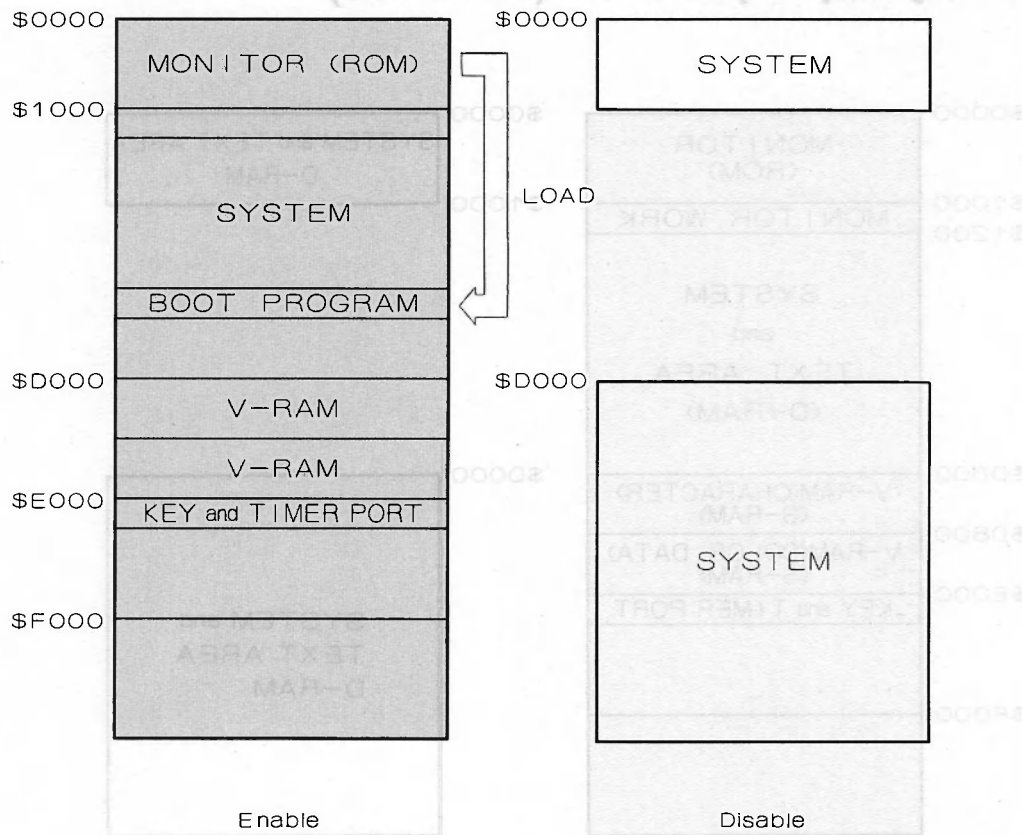 $0000
MONITOR (ROM)
$1000
SYSTEM
BOOT PROGRAM
$D000
V-RAM
V-RAM
$E000
KEY and TIMER PORT
$F000
Enable
LOAD
$0000
SYSTEM
$D000
SYSTEM
Disable